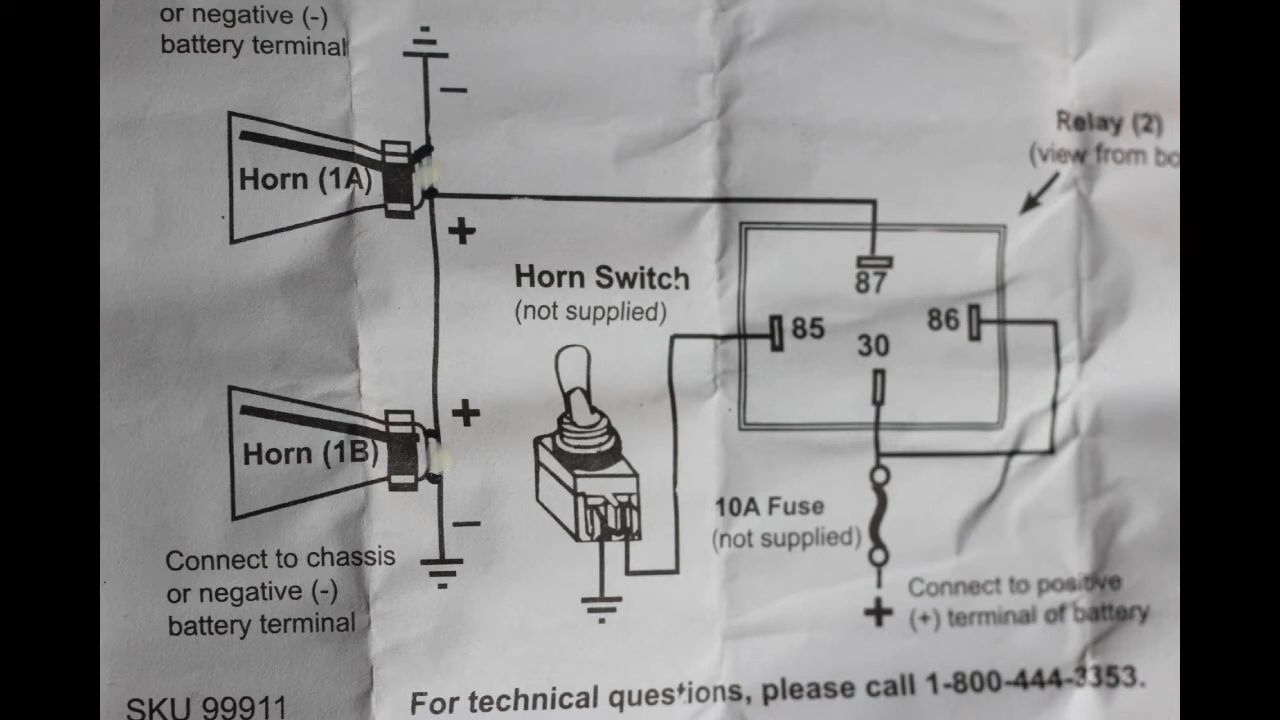 or negative (-)
battery terminal
−
Horn (1A)
+
Relay (2)
(view from
87
Horn Switch
(not supplied)
85
86
30
+
Horn (1B)
−
10A Fuse
(not supplied)
Connect to chassis
or negative (-)
battery terminal
Connect to positive
(+) terminal of battery
+
SKU 99911
For technical questions, please call 1-800-444-3353.